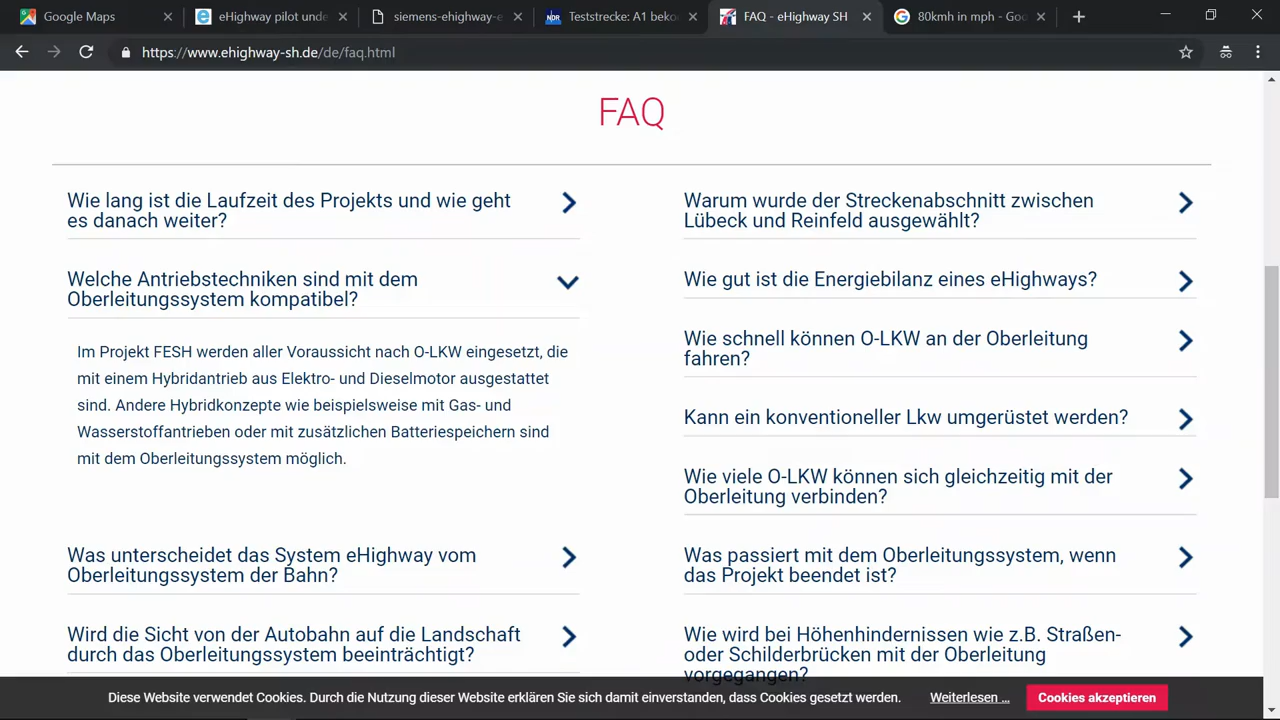 Google Maps
eHighway pilot unde
siemens-ehighway-e
Teststrecke: A1 beko
FAQ - eHighway SH
80kmh in mph - Goo
https://www.ehighway-sh.de/de/faq.html
FAQ
Wie lang ist die Laufzeit des Projekts und wie geht
es danach weiter?
Welche Antriebstechniken sind mit dem
Oberleitungssystem kompatibel?
Im Projekt FESH werden aller Voraussicht nach O-LKW eingesetzt, die
mit einem Hybridantrieb aus Elektro- und Dieselmotor ausgestattet
sind. Andere Hybridkonzepte wie beispielsweise mit Gas- und
Wasserstoffantrieben oder mit zusätzlichen Batteriespeichern sind
mit dem Oberleitungssystem möglich.
Was unterscheidet das System eHighway vom
Oberleitungssystem der Bahn?
Wird die Sicht von der Autobahn auf die Landschaft
durch das Oberleitungssystem beeinträchtigt?
Warum wurde der Streckenabschnitt zwischen
Lübeck und Reinfeld ausgewählt?
Wie gut ist die Energiebilanz eines eHighways?
Wie schnell können O-LKW an der Oberleitung
fahren?
Kann ein konventioneller Lkw umgerüstet werden?
Wie viele O-LKW können sich gleichzeitig mit der
Oberleitung verbinden?
Was passiert mit dem Oberleitungssystem, wenn
das Projekt beendet ist?
Wie wird bei Höhenhindernissen wie z.B. Straßen-
oder Schilderbrücken mit der Oberleitung
vorgegangen?
Diese Website verwendet Cookies. Durch die Nutzung dieser Website erklären Sie sich damit einverstanden, dass Cookies gesetzt werden.
Weiterlesen ...
Cookies akzeptieren